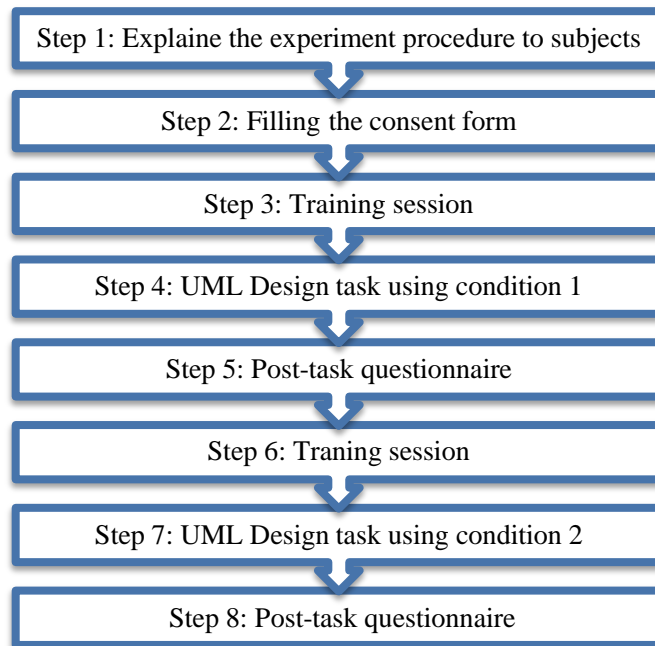 Step 1: Explaine the experiment procedure to subjects
Step 2: Filling the consent form
Step 3: Training session
Step 4: UML Design task using condition 1
Step 5: Post-task questionnaire
Step 6: Traning session
Step 7: UML Design task using condition 2
Step 8: Post-task questionnaire